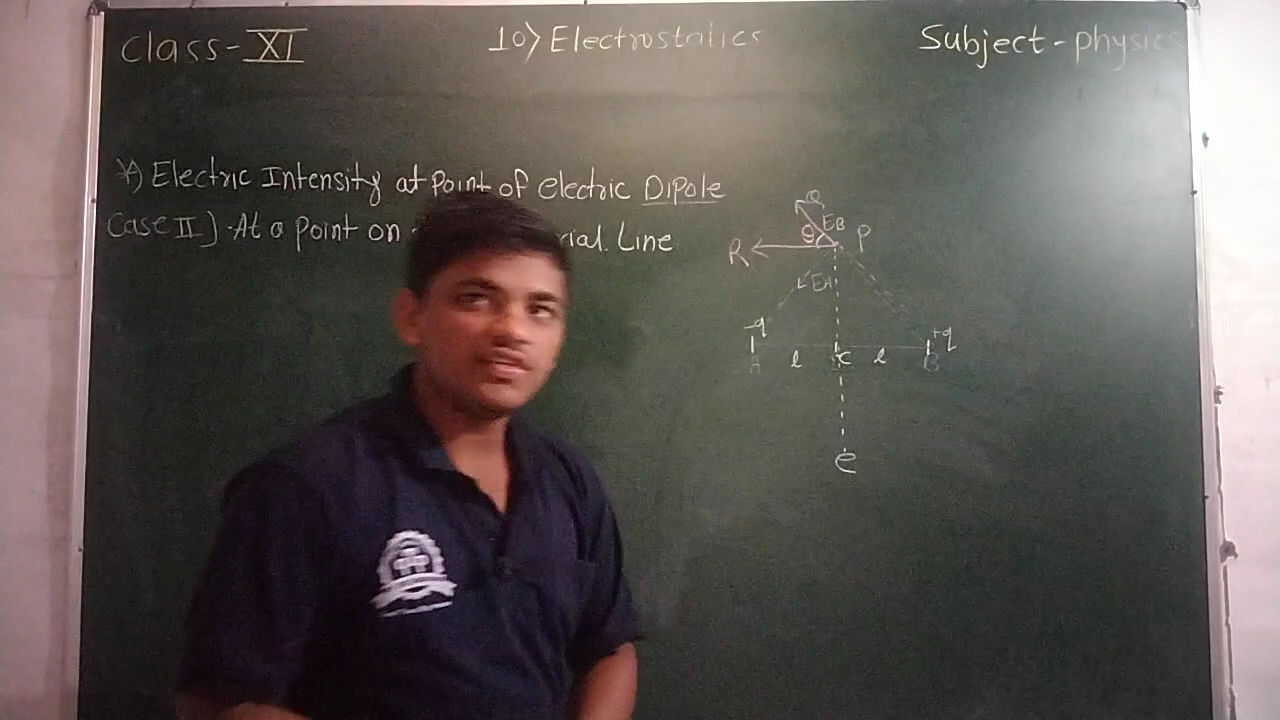 Class-XI 10) Electrostatics Subject-physics
*) Electric Intensity at point of electric Dipole
Case II) At a point on rial. Line
Q
EB
R θ P
EA
-q +q
A l C l B
e